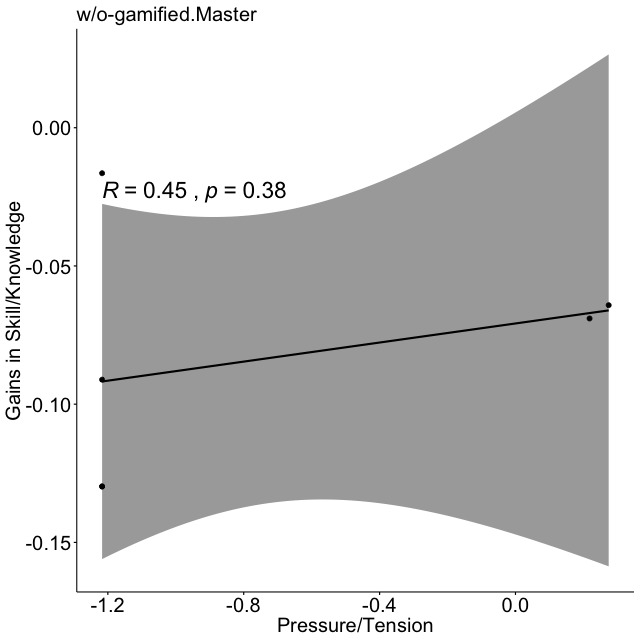 w/o-gamified.Master
Gains in Skill/Knowledge
0.00
-0.05
-0.10
-0.15
R = 0.45 , p = 0.38
-1.2
-0.8
-0.4
0.0
Pressure/Tension